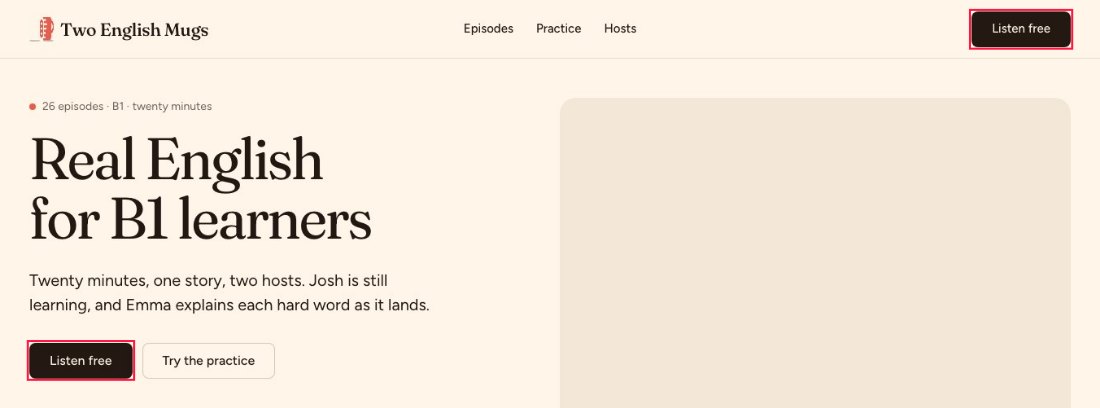 Two English Mugs
Episodes
Practice
Hosts
Listen free
26 episodes · B1 · twenty minutes
Real English
for B1 learners
Twenty minutes, one story, two hosts. Josh is still
learning, and Emma explains each hard word as it lands.
Listen free
Try the practice